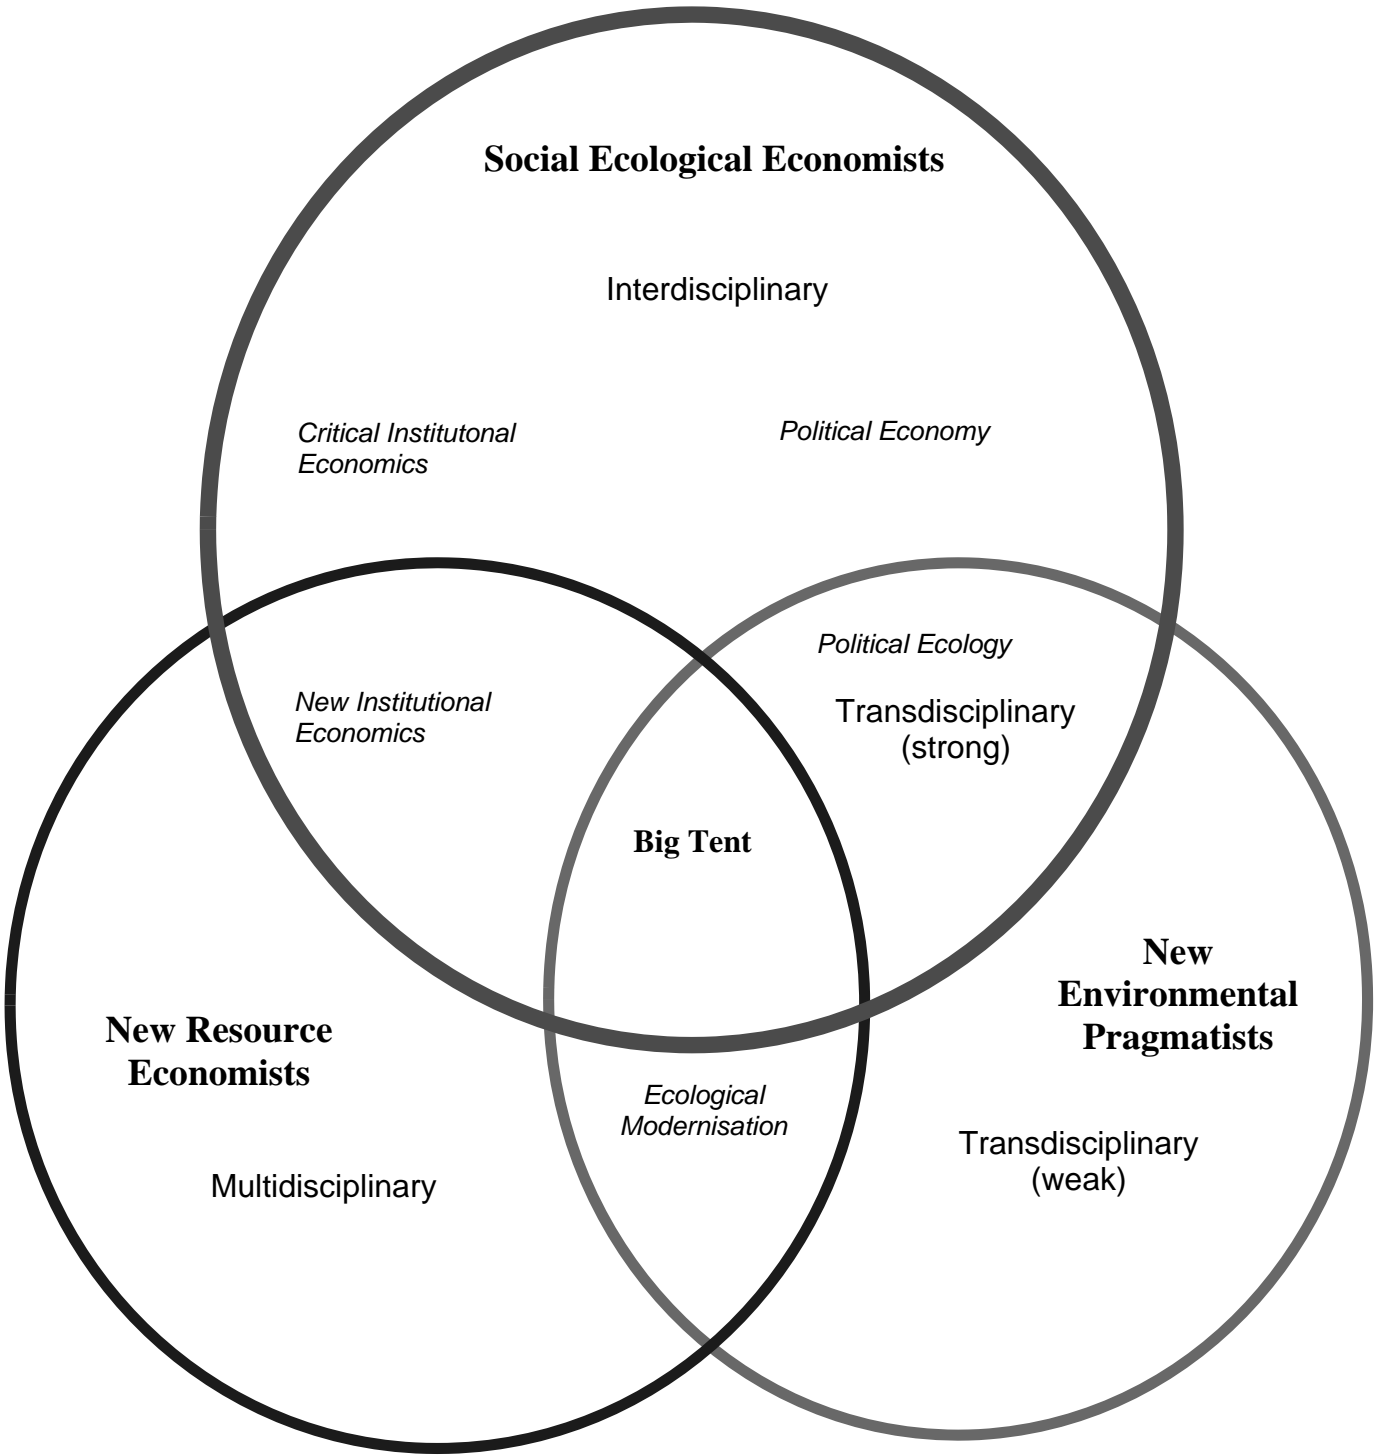 Social Ecological Economists
Interdisciplinary
Critical Institutonal
Economics
Political Economy
Political Ecology
Transdisciplinary
(strong)
New Institutional
Economics
Big Tent
New
Environmental
Pragmatists
New Resource
Economists
Ecological
Modernisation
Transdisciplinary
(weak)
Multidisciplinary